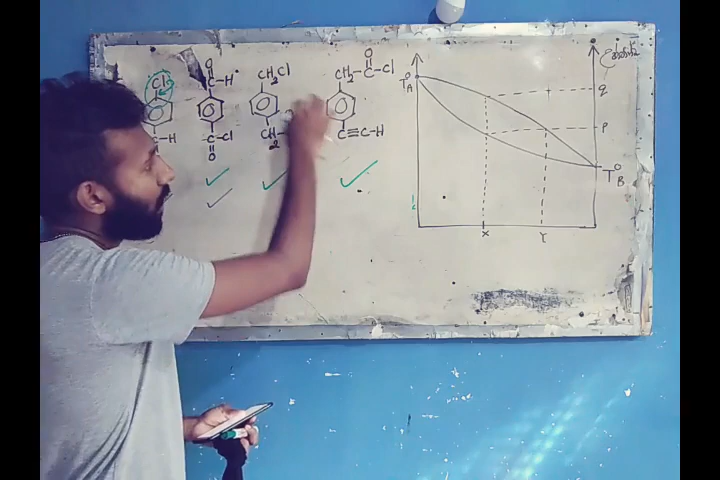 Cl
C-H
O
C-H
C-Cl
O
CH2Cl
CH2
O
CH2-C-Cl
C≡C-H
T°A
q
P
T°B
x
Y